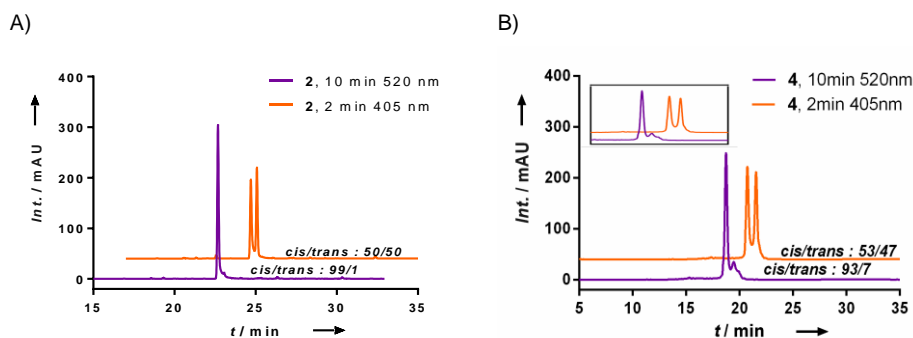 A)
400
300
200
100
0
Int. / mAU
2, 10 min 520 nm
2, 2 min 405 nm
cis/trans : 50/50
cis/trans : 99/1
15 20 25 30 35
t / min
B)
400
300
200
100
0
Int. / mAU
4, 10min 520nm
4, 2min 405nm
cis/trans : 53/47
cis/trans : 93/7
5 10 15 20 25 30 35
t / min